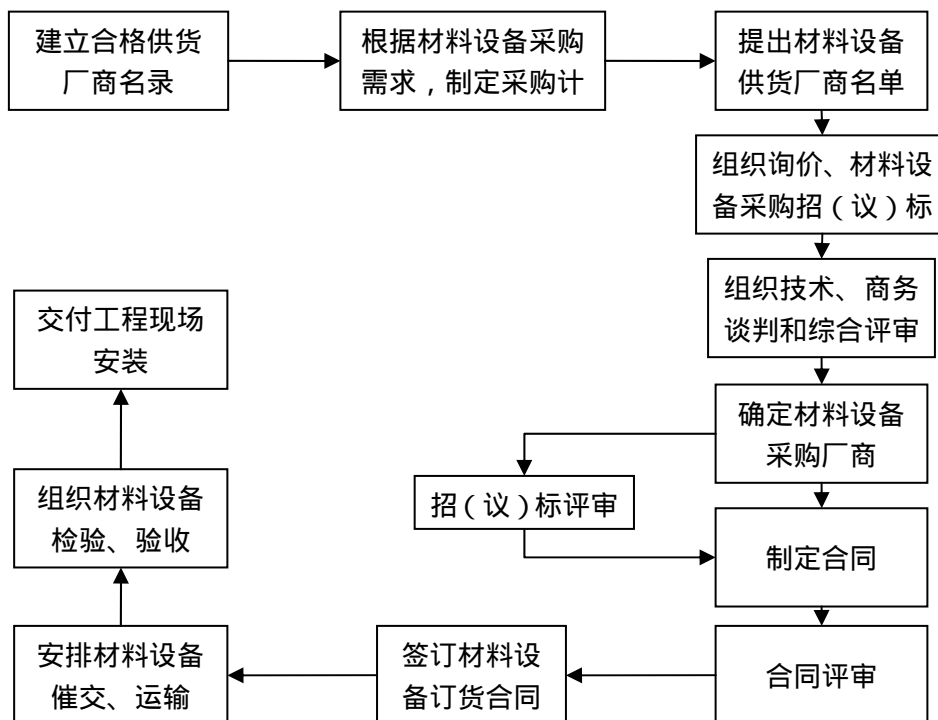 建立合格供货
厂商名录
根据材料设备采购
需求，制定采购计
提出材料设备
供货厂商名单
组织询价、材料设
备采购招（议）标
组织技术、商务
谈判和综合评审
交付工程现场
安装
确定材料设备
采购厂商
招（议）标评审
组织材料设备
检验、验收
制定合同
安排材料设备
催交、运输
签订材料设
备订货合同
合同评审